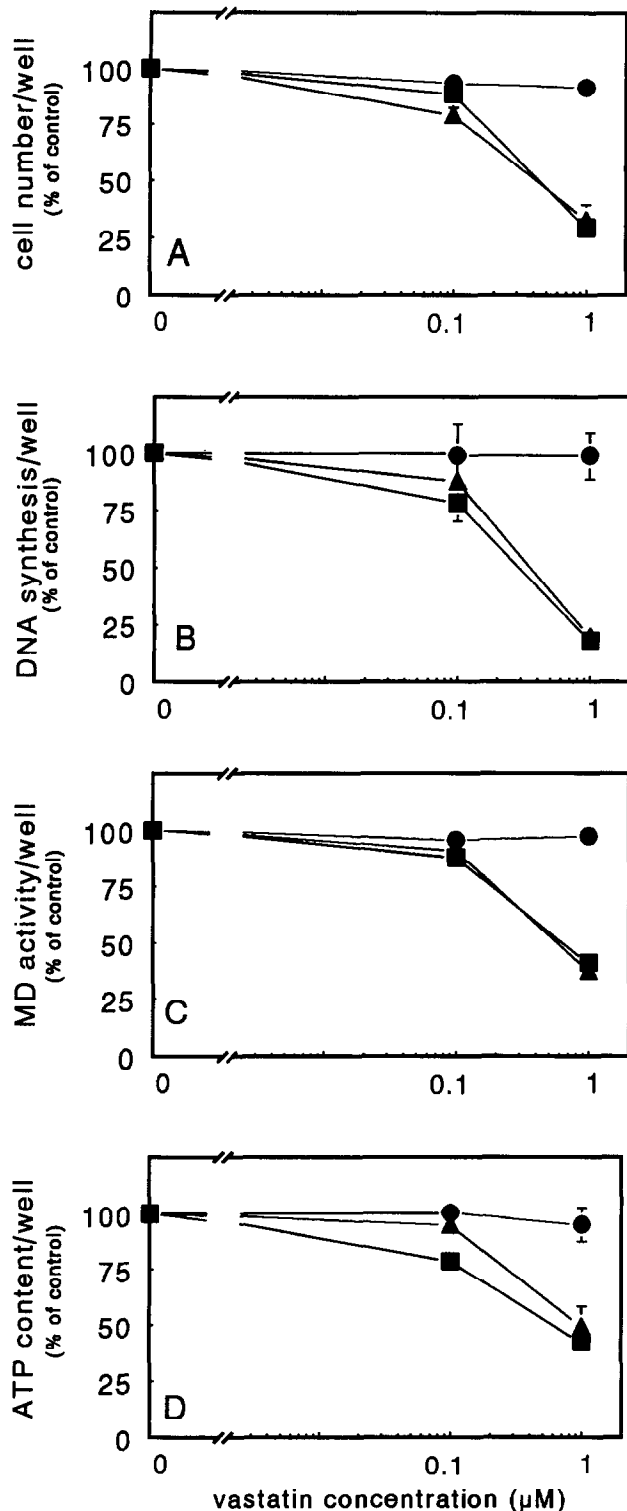 cell number/well
(% of control)
100
75
50
25
0
A
0
0.1
1
DNA synthesis/well
(% of control)
100
75
50
25
0
B
0
0.1
1
MD activity/well
(% of control)
100
75
50
25
0
C
0
0.1
1
ATP content/well
(% of control)
100
75
50
25
0
D
0
0.1
1
vastatin concentration (μM)